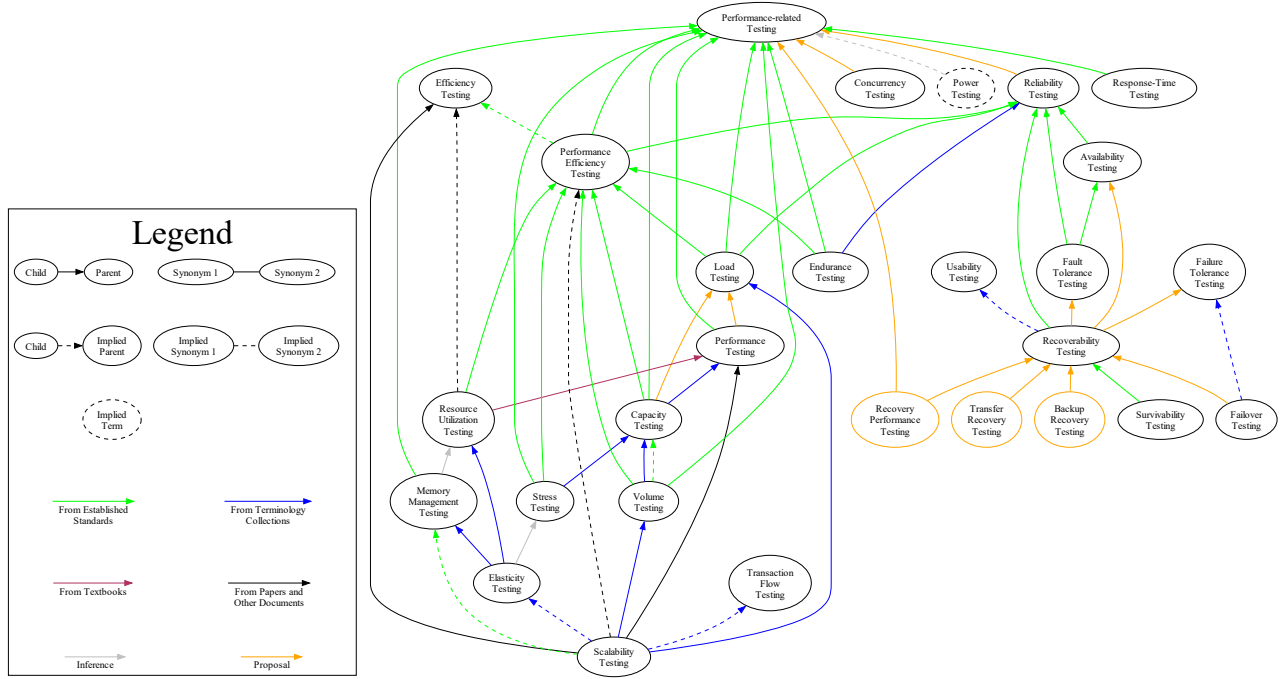 Performance-related
Testing
Efficiency
Testing
Concurrency
Testing
Power
Testing
Reliability
Testing
Response-Time
Testing
Performance
Efficiency
Testing
Availability
Testing
Load
Testing
Endurance
Testing
Usability
Testing
Fault
Tolerance
Testing
Failure
Tolerance
Testing
Performance
Testing
Recoverability
Testing
Resource
Utilization
Testing
Capacity
Testing
Recovery
Performance
Testing
Transfer
Recovery
Testing
Backup
Recovery
Testing
Survivability
Testing
Failover
Testing
Memory
Management
Testing
Stress
Testing
Volume
Testing
Elasticity
Testing
Transaction
Flow
Testing
Scalability
Testing
Legend
Child
Parent
Synonym 1
Synonym 2
Child
Implied
Parent
Implied
Synonym 1
Implied
Synonym 2
Implied
Term
From Established
Standards
From Terminology
Collections
From Textbooks
From Papers and
Other Documents
Inference
Proposal